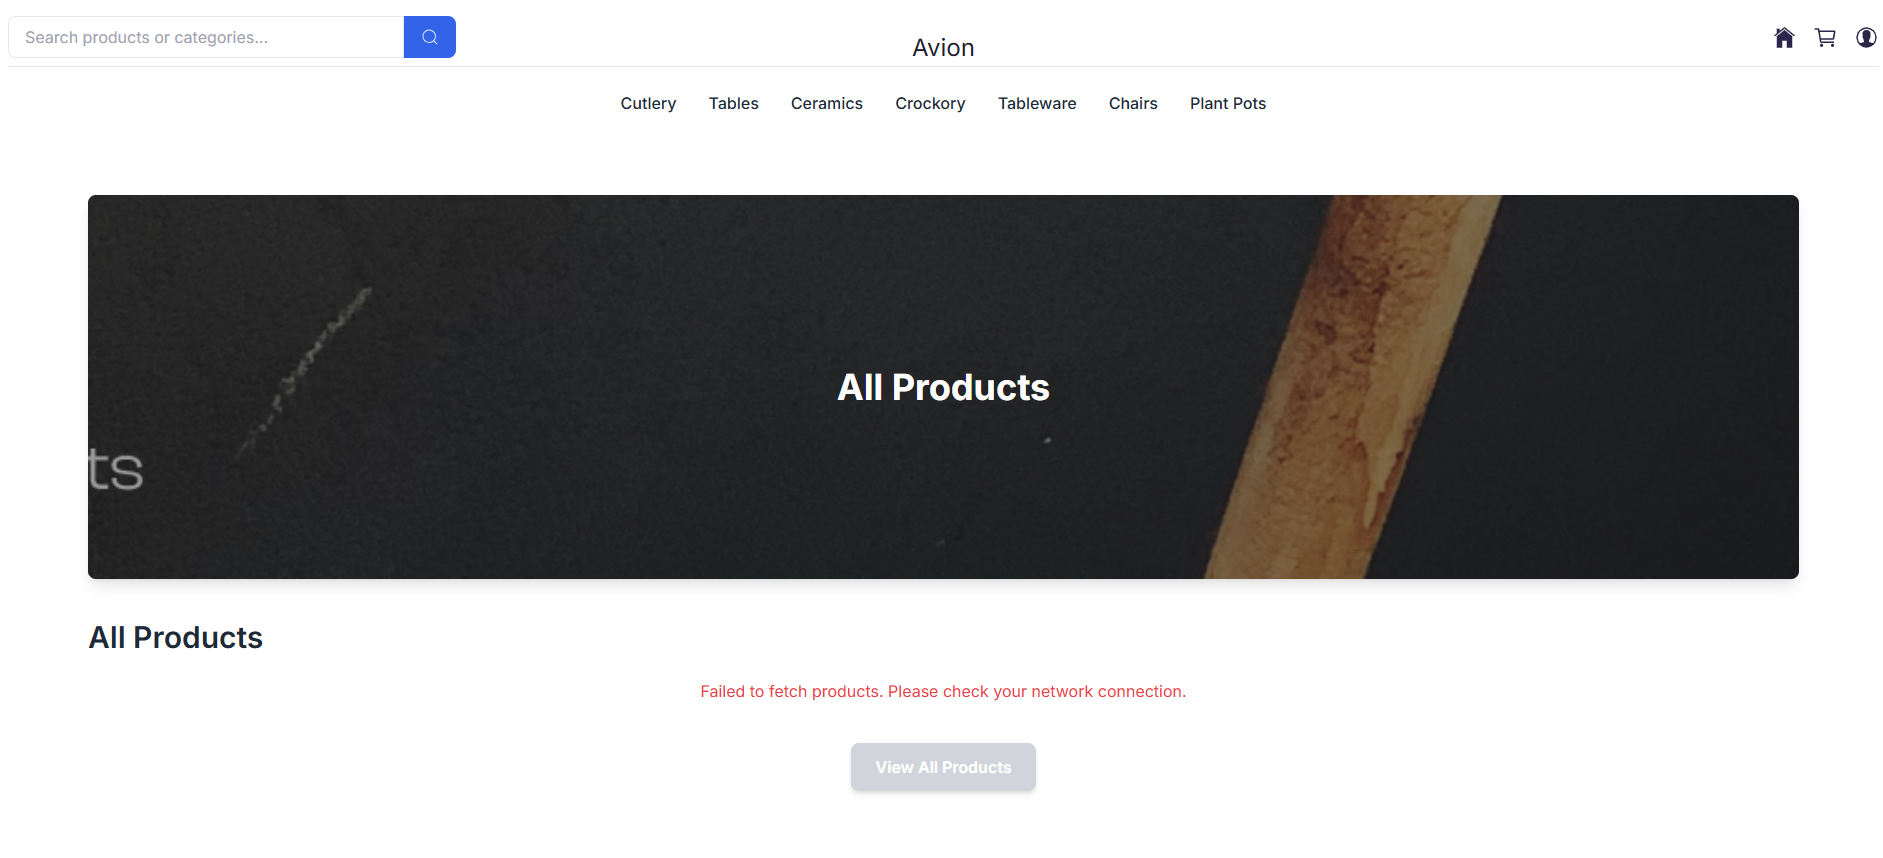 Search products or categories...
Avion
Cutlery Tables Ceramics Crockory Tableware Chairs Plant Pots
All Products
ts
All Products
Failed to fetch products. Please check your network connection.
View All Products